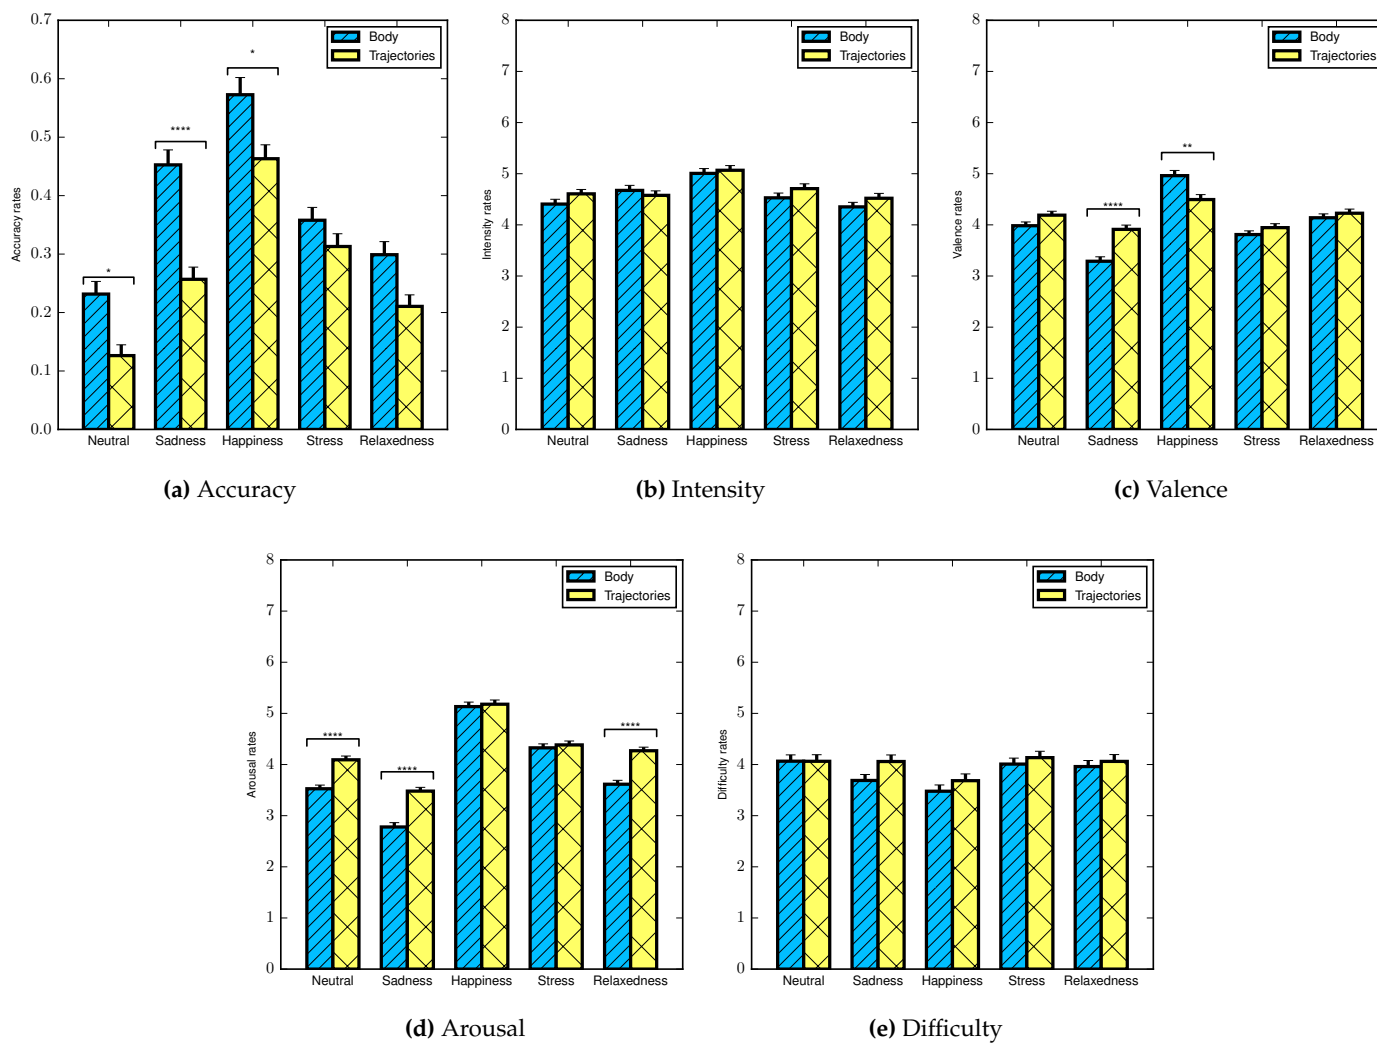 Accuracy rates
0.7
0.6
0.5
0.4
0.3
0.2
0.1
0.0
Body
Trajectories
*
****
*
Neutral Sadness Happiness Stress Relaxedness
(a) Accuracy
Intensity rates
8
7
6
5
4
3
2
1
0
Body
Trajectories
Neutral Sadness Happiness Stress Relaxedness
(b) Intensity
Valence rates
8
7
6
5
4
3
2
1
0
Body
Trajectories
****
**
Neutral Sadness Happiness Stress Relaxedness
(c) Valence
Arousal rates
8
7
6
5
4
3
2
1
0
Body
Trajectories
****
****
****
Neutral Sadness Happiness Stress Relaxedness
(d) Arousal
Difficulty rates
8
7
6
5
4
3
2
1
0
Body
Trajectories
Neutral Sadness Happiness Stress Relaxedness
(e) Difficulty